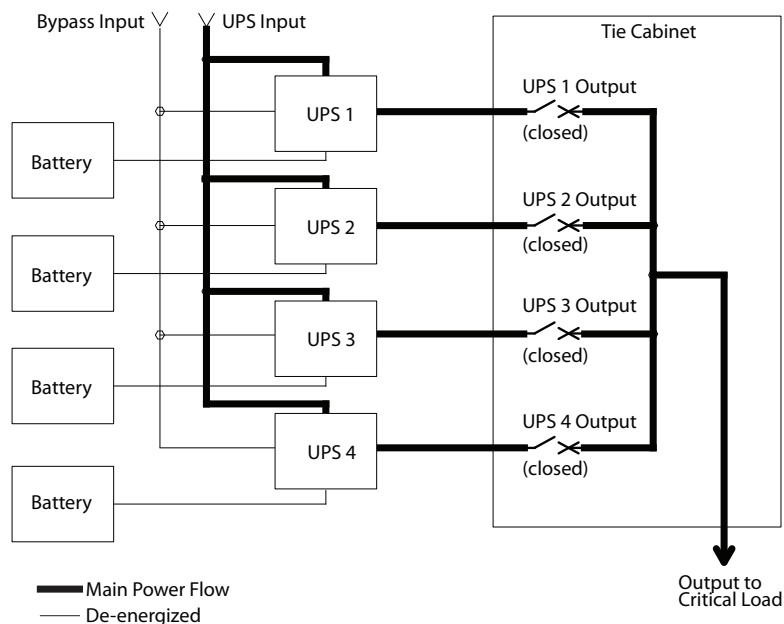 Bypass Input
UPS Input
Tie Cabinet
UPS 1
UPS 1 Output
(closed)
Battery
UPS 2
UPS 2 Output
(closed)
Battery
UPS 3
UPS 3 Output
(closed)
Battery
UPS 4
UPS 4 Output
(closed)
Battery
Main Power Flow
De-energized
Output to
Critical Load